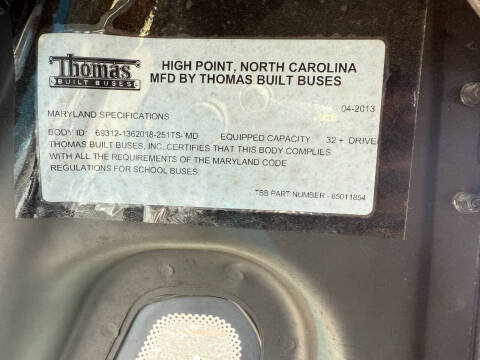 Thomas
BUILT BUSES
HIGH POINT, NORTH CAROLINA
MFD BY THOMAS BUILT BUSES
04-2013
MARYLAND SPECIFICATIONS
BODY ID: 69312-1362018-251TS-MD EQUIPPED CAPACITY 32 + DRIVE
THOMAS BUILT BUSES, INC. CERTIFIES THAT THIS BODY COMPLIES
WITH ALL THE REQUIREMENTS OF THE MARYLAND CODE
REGULATIONS FOR SCHOOL BUSES.
TBB PART NUMBER - 65011854